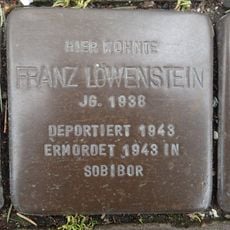 HIER WOHNTE
FRANZ LÖWENSTEIN
JG. 1938
DEPORTIERT 1943
ERMORDET 1943 IN
SOBIBOR